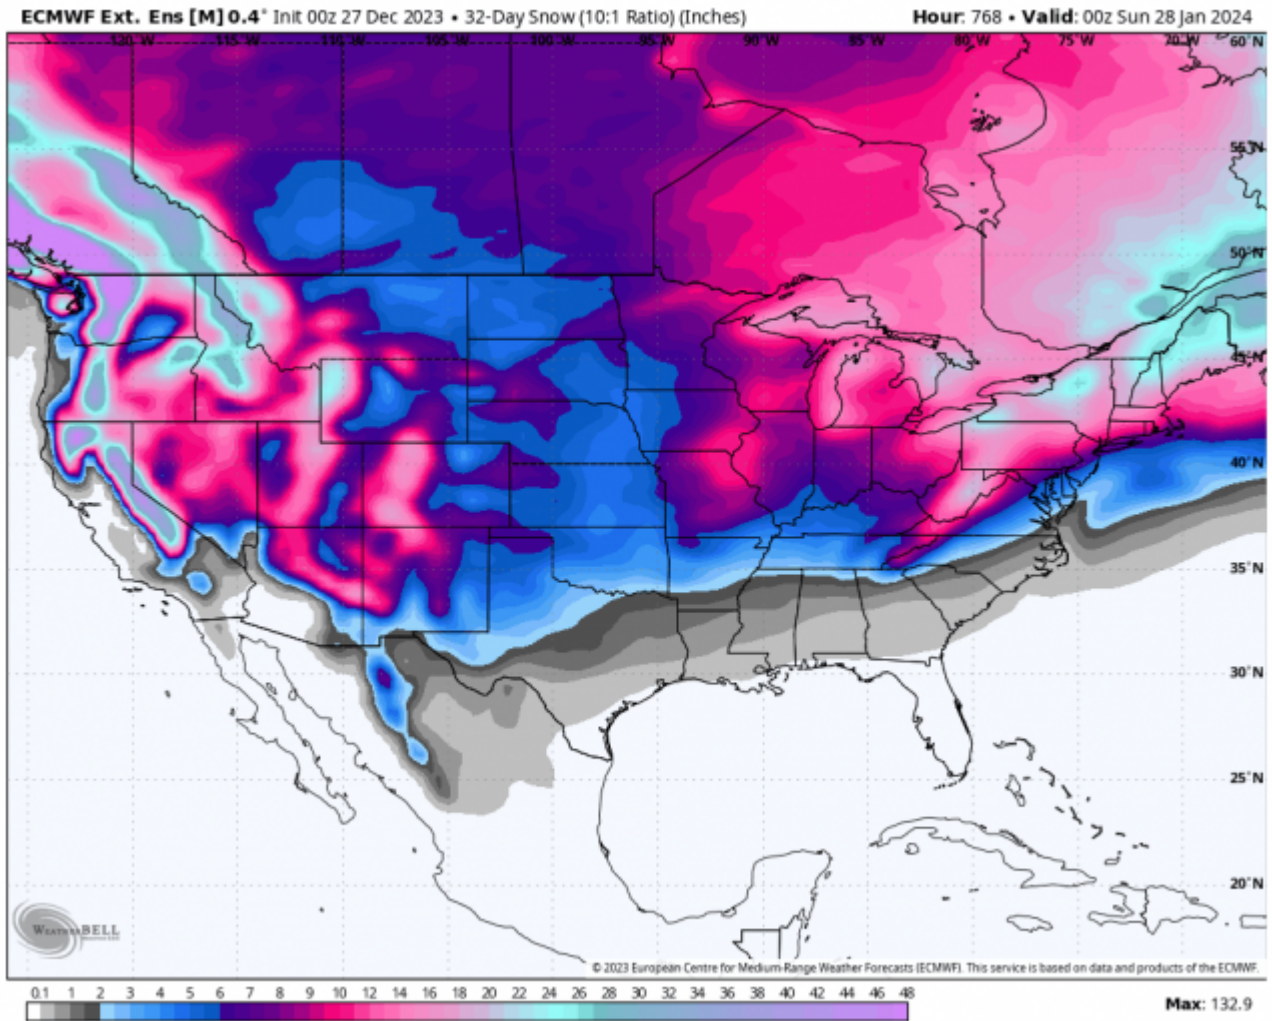 ECMWF Ext. Ens [M] 0.4° Init 00z 27 Dec 2023 • 32-Day Snow (10:1 Ratio) (Inches)
Hour: 768 • Valid: 00z Sun 28 Jan 2024
120°W 115°W 110°W 105°W 100°W 95°W 90°W 85°W 80°W 75°W 70°W 60°N
55°N
50°N
45°N
40°N
35°N
30°N
25°N
20°N
WEATHERBELL
© 2023 European Centre for Medium-Range Weather Forecasts (ECMWF). This service is based on data and products of the ECMWF.
0.1 1 2 3 4 5 6 7 8 9 10 12 14 16 18 20 22 24 26 28 30 32 34 36 38 40 42 44 46 48
Max: 132.9